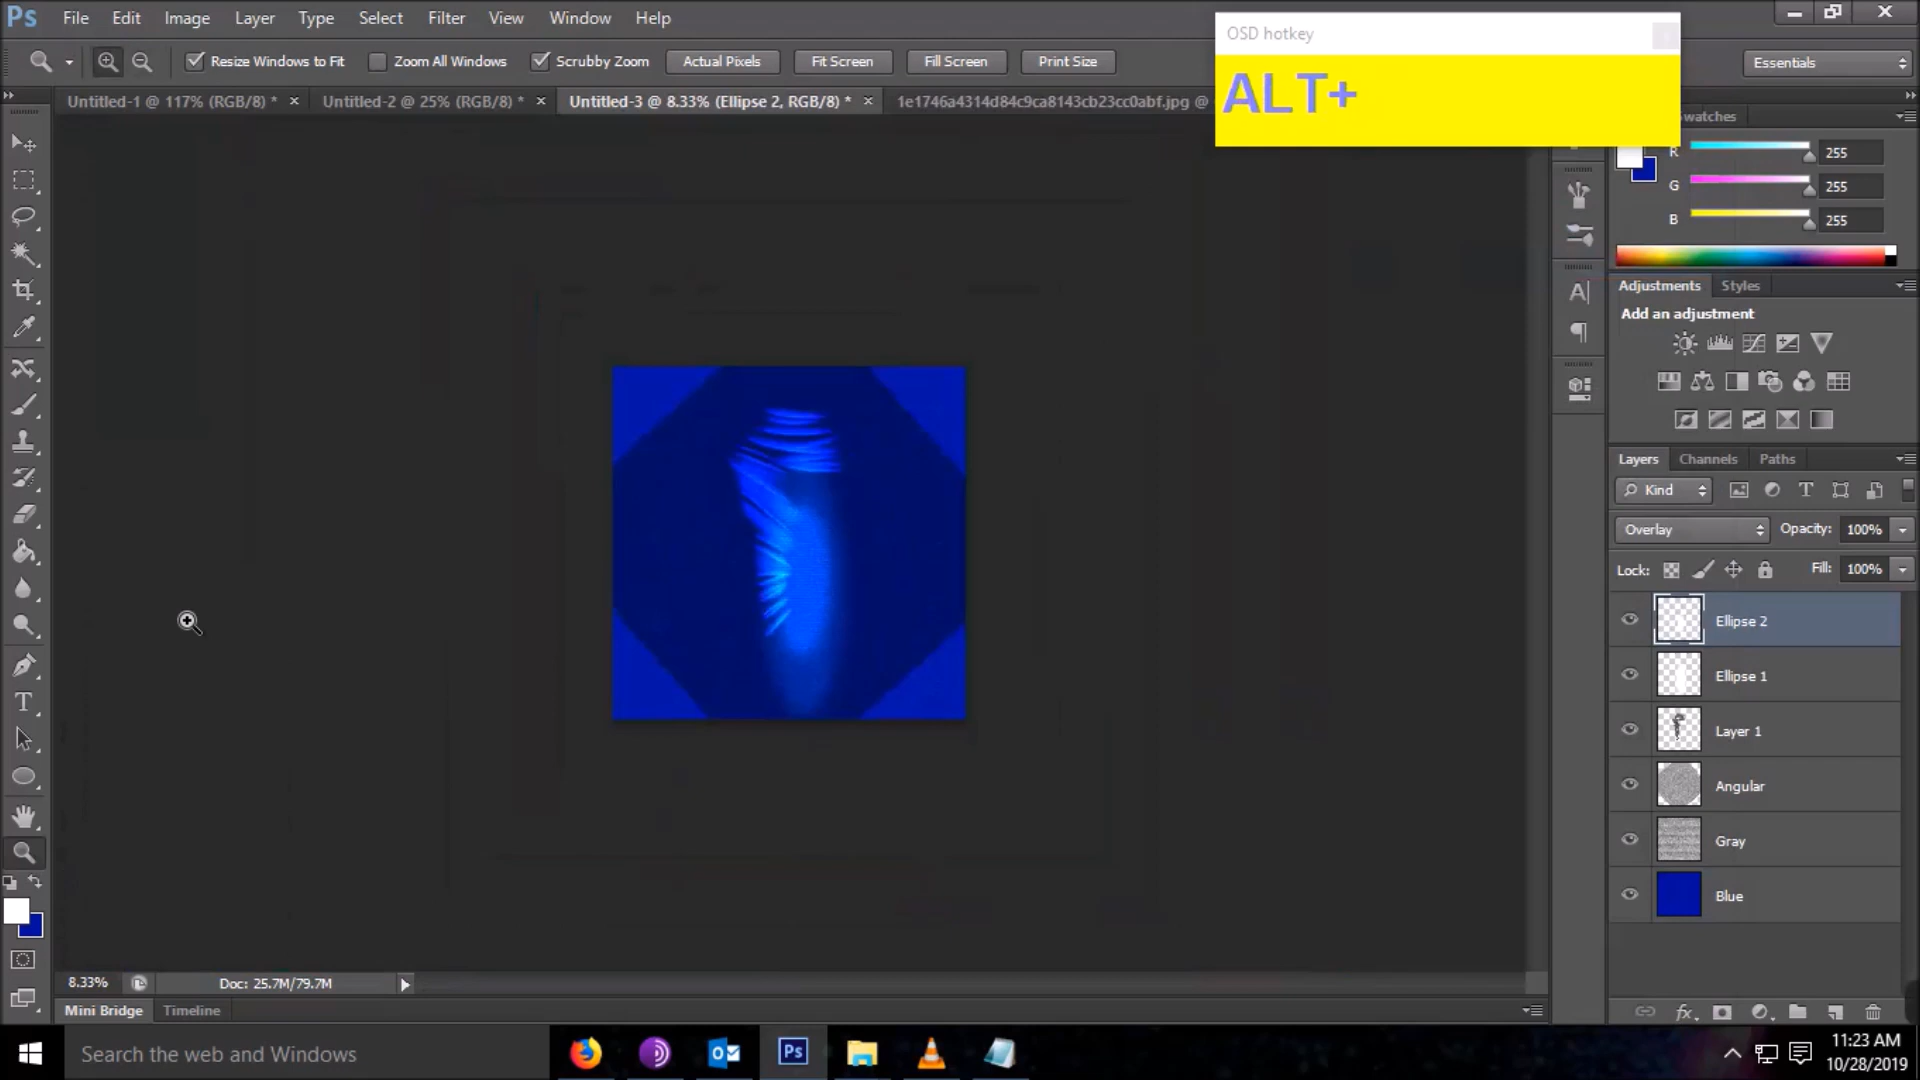 Ps File Edit Image Layer Type Select Filter View Window Help
OSD hotkey
ALT+
Resize Windows to Fit Zoom All Windows Scrubby Zoom Actual Pixels Fit Screen Fill Screen Print Size
Essentials
Untitled-1 @ 117% (RGB/8) * × Untitled-2 @ 25% (RGB/8) * × Untitled-3 @ 8.33% (Ellipse 2, RGB/8) * × 1e1746a4314d84c9ca8143cb23cc0abf.jpg @
watches
R 255
G 255
B 255
Adjustments Styles
Add an adjustment
Layers Channels Paths
Kind
Overlay Opacity: 100%
Lock: Fill: 100%
Ellipse 2
Ellipse 1
Layer 1
Angular
Gray
Blue
8.33% Doc: 25.7M/79.7M
Mini Bridge Timeline
Search the web and Windows
Ps
11:23 AM
10/28/2019